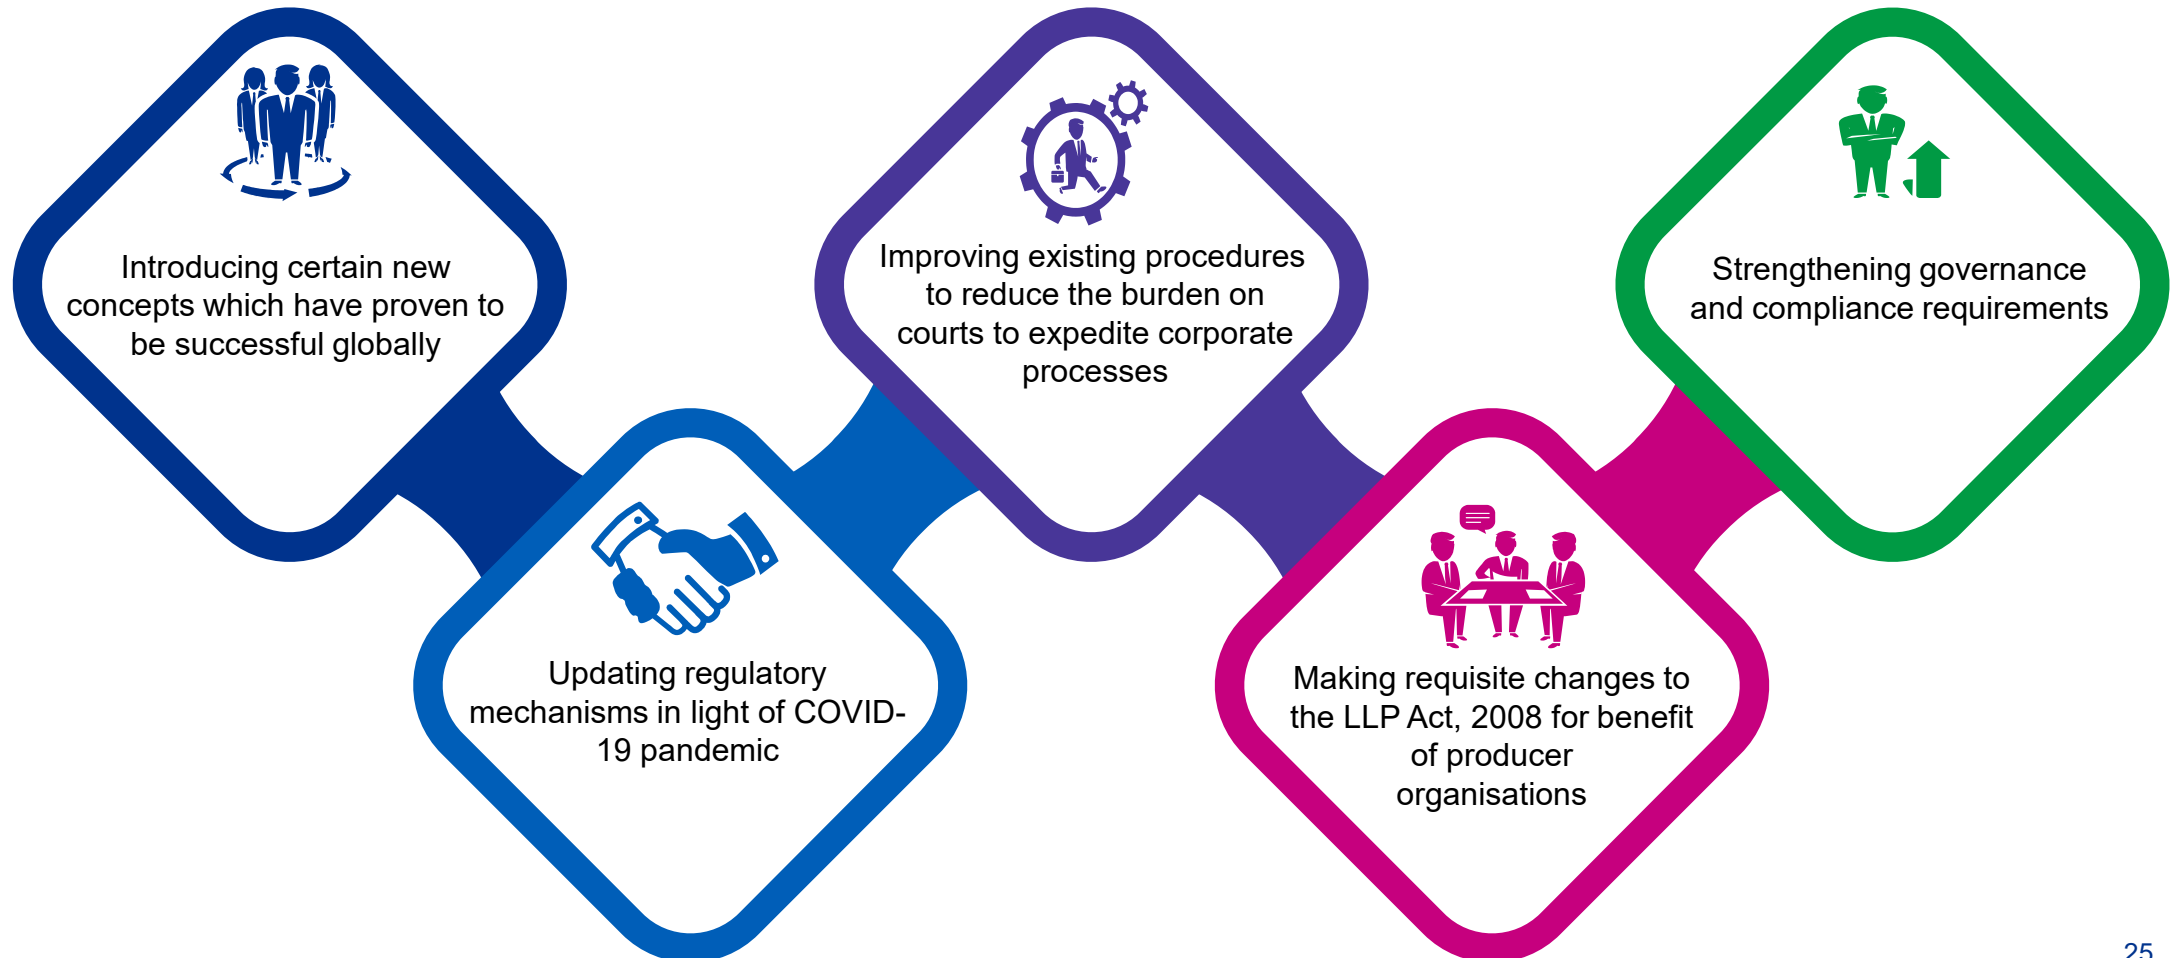 Introducing certain new
concepts which have proven to
be successful globally
Updating regulatory
mechanisms in light of COVID-
19 pandemic
Improving existing procedures
to reduce the burden on
courts to expedite corporate
processes
Making requisite changes to
the LLP Act, 2008 for benefit
of producer
organisations
Strengthening governance
and compliance requirements
25